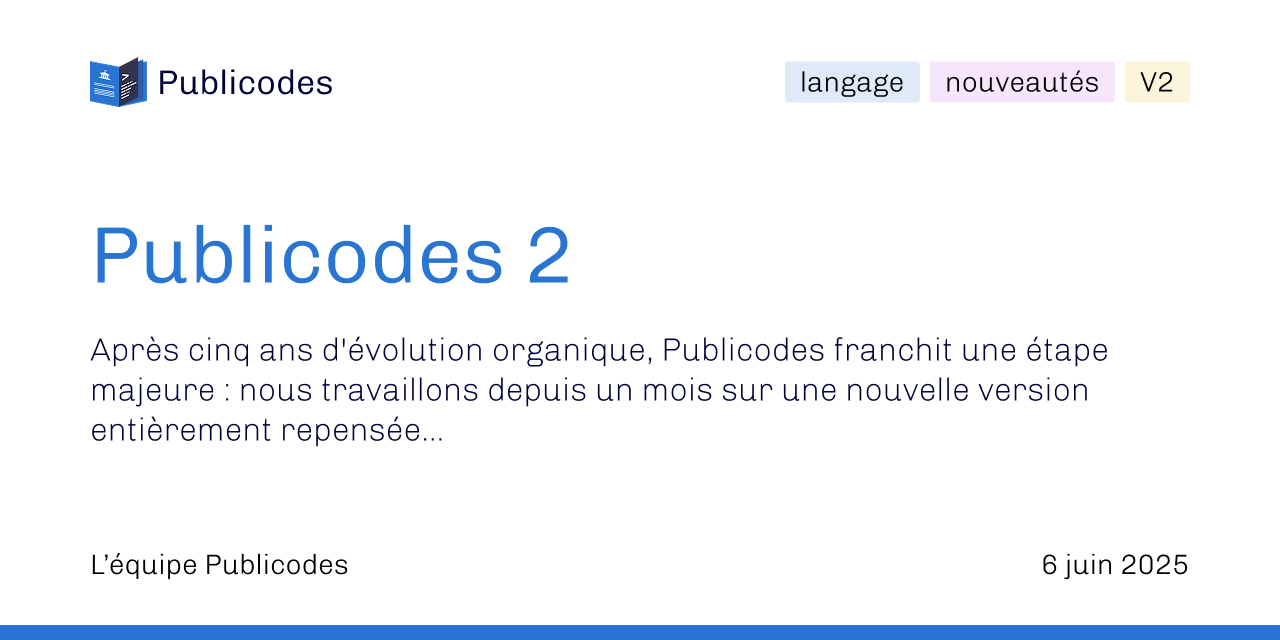 Publicodes
langage nouveautés V2
Publicodes 2
Après cinq ans d'évolution organique, Publicodes franchit une étape
majeure : nous travaillons depuis un mois sur une nouvelle version
entièrement repensée...
L’équipe Publicodes
6 juin 2025